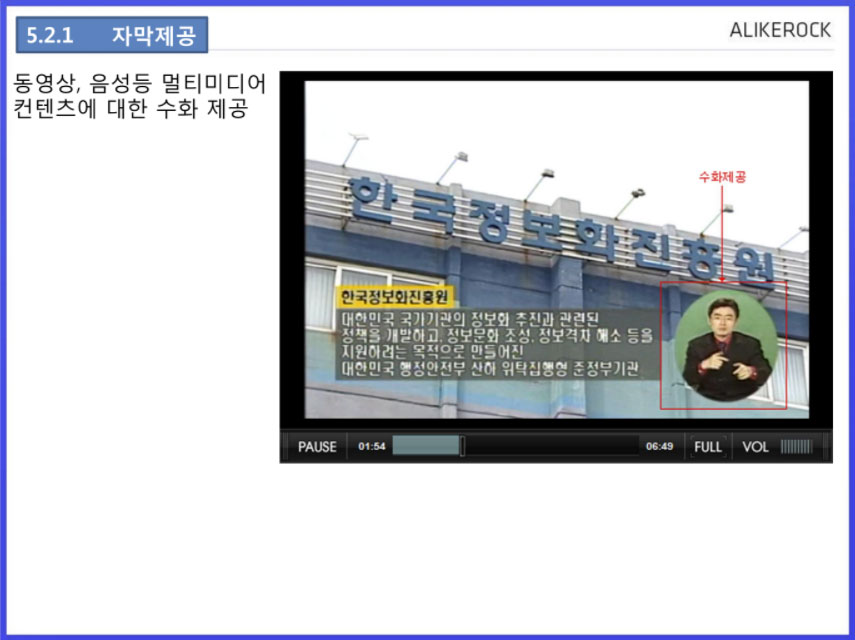 5.2.1 자막제공
ALIKEROCK
동영상, 음성등 멀티미디어
컨텐츠에 대한 수화 제공
한국정보화진흥원
수화제공
한국정보화진흥원
대한민국 국가기관의 정보화 추진과 관련된
정책을 개발하고, 정보문화 조성, 정보격차 해소 등을
지원하려는 목적으로 만들어진
대한민국 행정안전부 산하 위탁집행형 준정부기관
PAUSE 01:54 06:49 FULL VOL